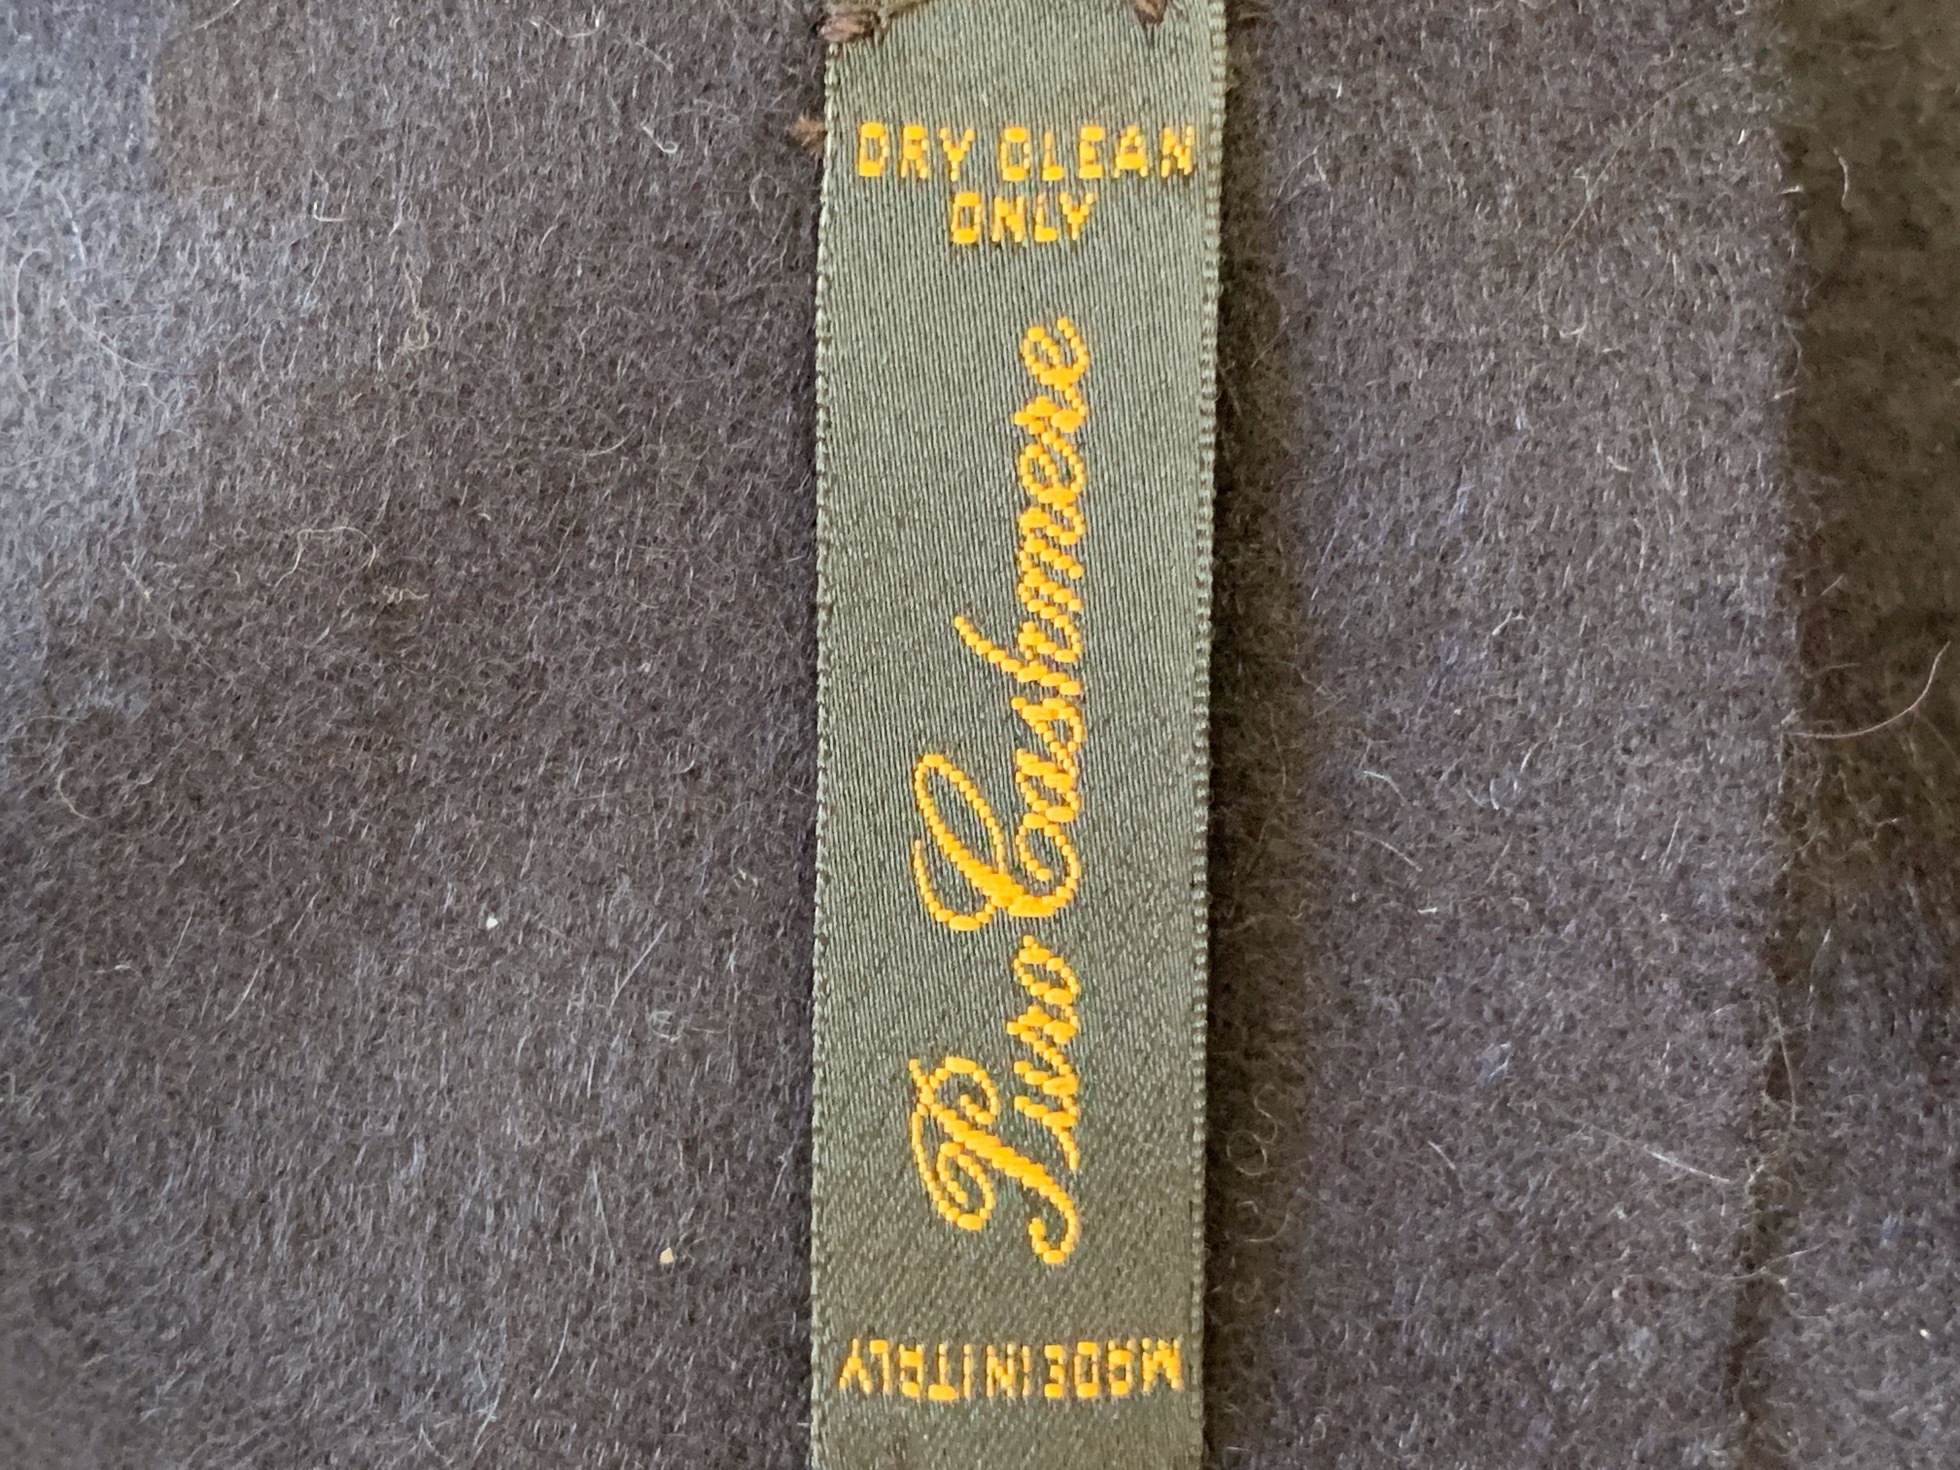 DRY CLEAN
ONLY
Puro Cashmere
MADE IN ITALY